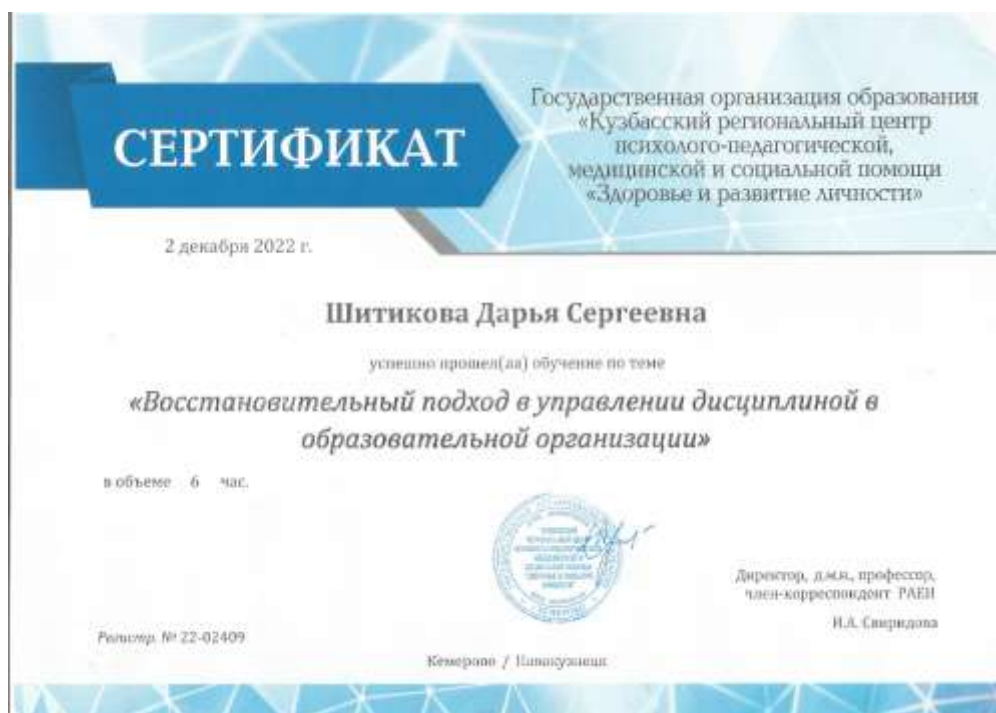 СЕРТИФИКАТ
Государственная организация образования
«Кузбасский региональный центр
психолого-педагогической,
медицинской и социальной помощи
«Здоровье и развитие личности»
2 декабря 2022 г.
Шитикова Дарья Сергеевна
успешно прошел(ла) обучение по теме
«Восстановительный подход в управлении дисциплиной в
образовательной организации»
в объеме 6 час.
Директор, д.м.н., профессор,
член-корреспондент РАЕН
И.А. Свиридова
Регистр. № 22-02409
Кемерово / Новокузнецк